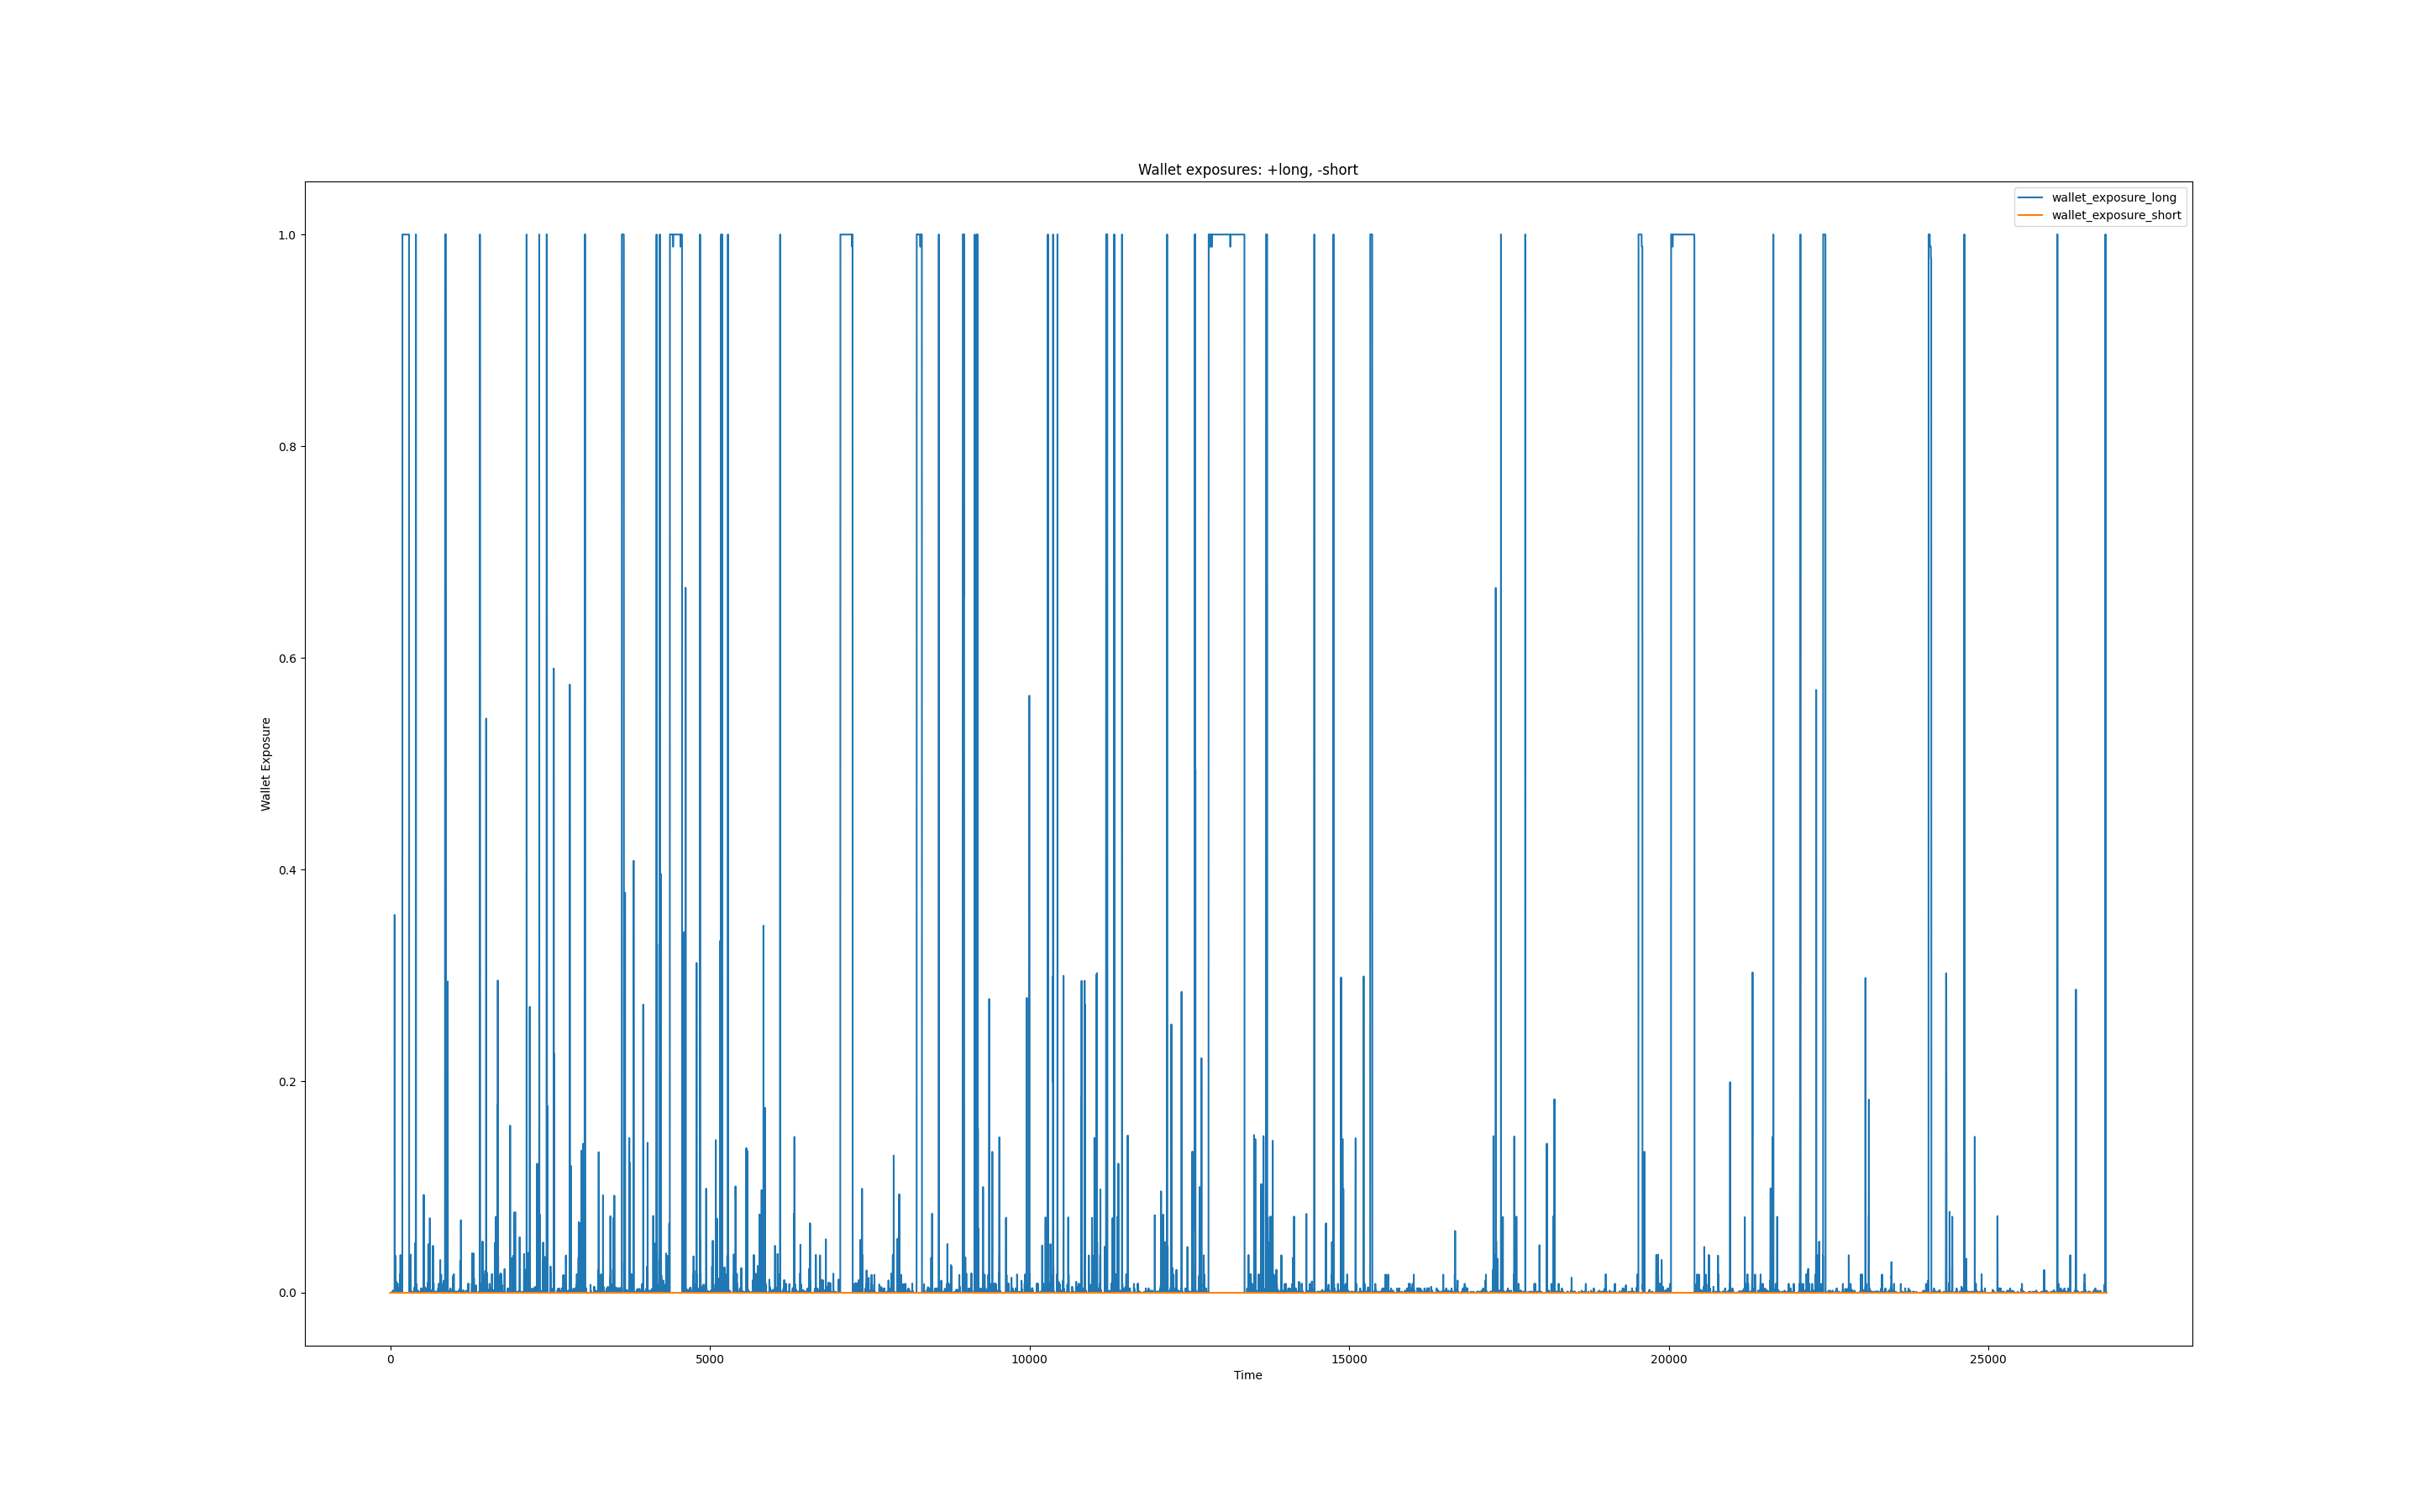 Wallet exposures: +long, -short
wallet_exposure_long
wallet_exposure_short
1.0
0.8
0.6
0.4
0.2
0.0
Wallet Exposure
0 5000 10000 15000 20000 25000
Time